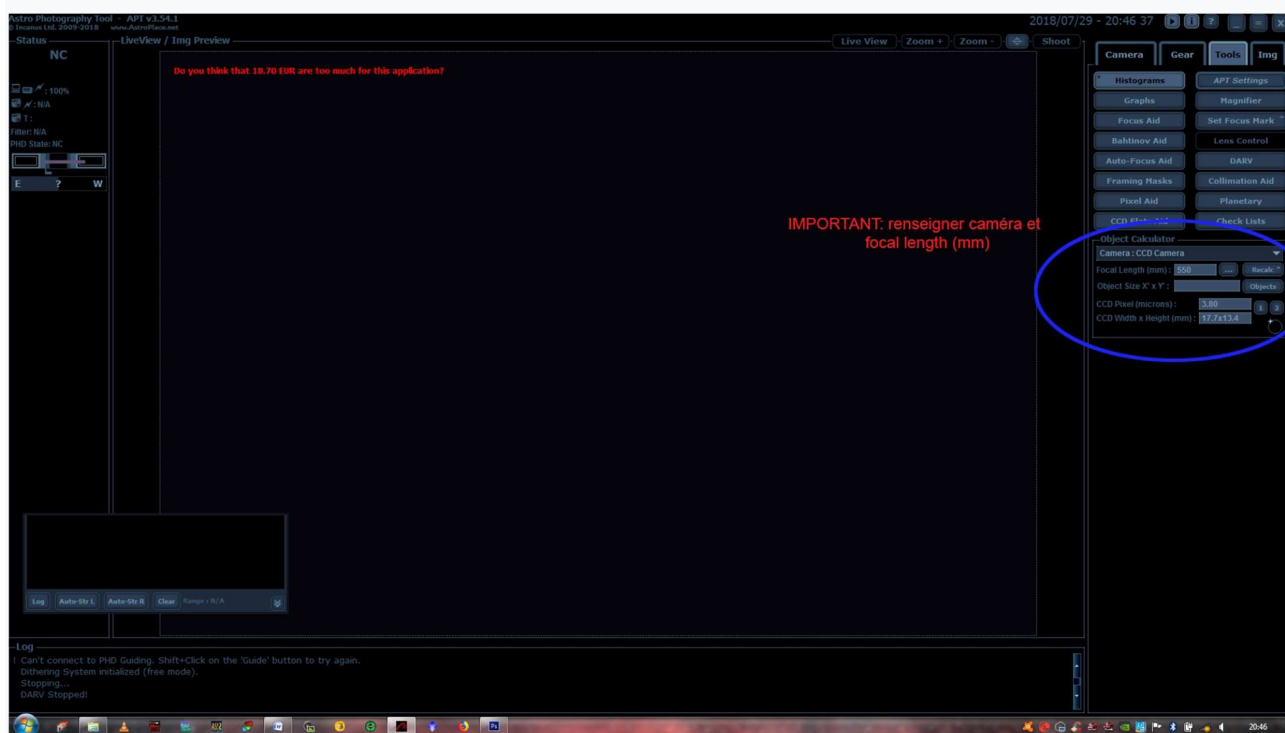 Astro Photography Tool - APT v3.54.1
© Incanus Ltd. 2009-2018 www.AstroPlace.net
2018/07/29 - 20:46 37
Status
NC
: 100%
: N/A
T :
Filter: N/A
PHD State: NC
E ? W
LiveView / Img Preview
Live View
Zoom +
Zoom -
Shoot
Do you think that 18.70 EUR are too much for this application?
IMPORTANT: renseigner caméra et
focal length (mm)
Camera
Gear
Tools
Img
Histograms
APT Settings
Graphs
Magnifier
Focus Aid
Set Focus Mark
Bahtinov Aid
Lens Control
Auto-Focus Aid
DARV
Framing Masks
Collimation Aid
Pixel Aid
Planetary
CCD Flats Aid
Check Lists
Object Calculator
Camera : CCD Camera
Focal Length (mm) : 550 ... Recalc
Object Size X' x Y' : Objects
CCD Pixel (microns) : 3.80
1 2
CCD Width x Height (mm) : 17.7x13.4
Log Auto-Str L Auto-Str R Clear Range : N/A
Log
! Can't connect to PHD Guiding. Shift+Click on the 'Guide' button to try again.
Dithering System initialized (free mode).
Stopping...
DARV Stopped!
20:46